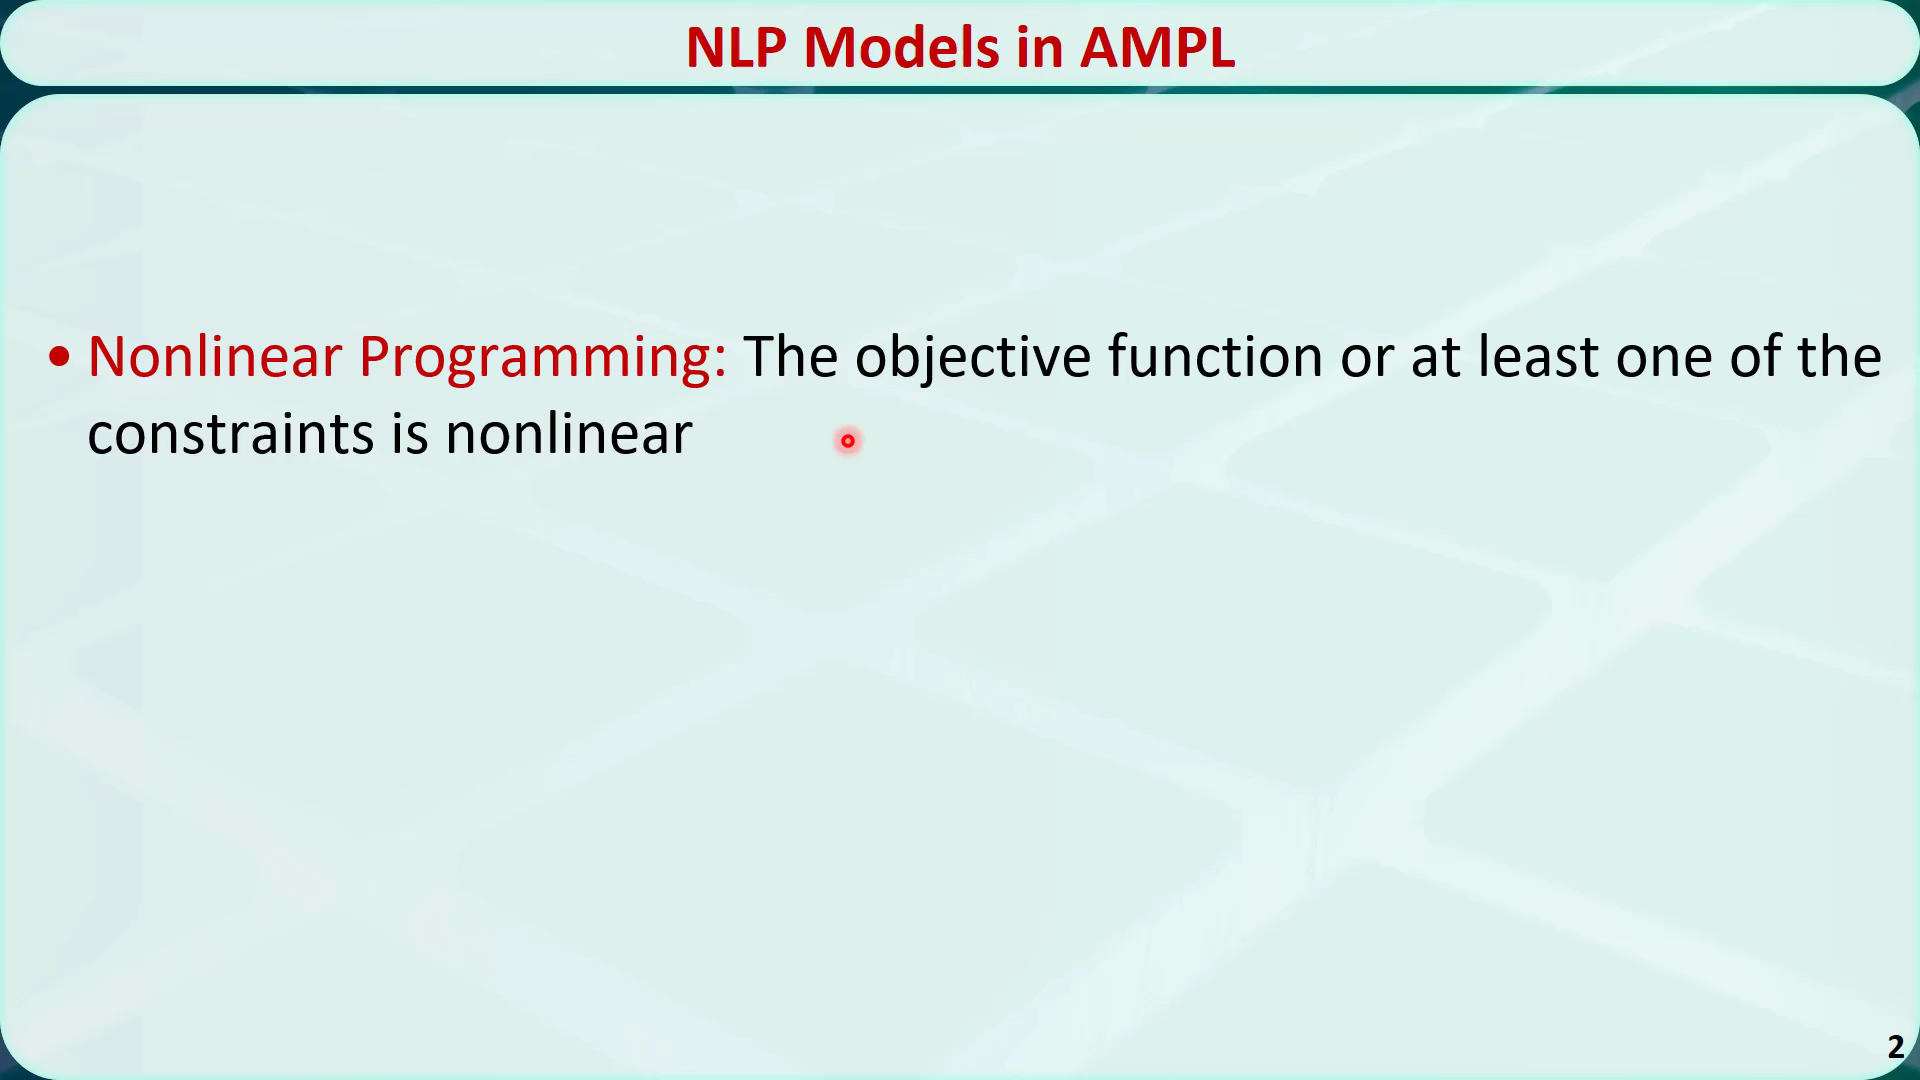 NLP Models in AMPL
• Nonlinear Programming: The objective function or at least one of the
constraints is nonlinear
2